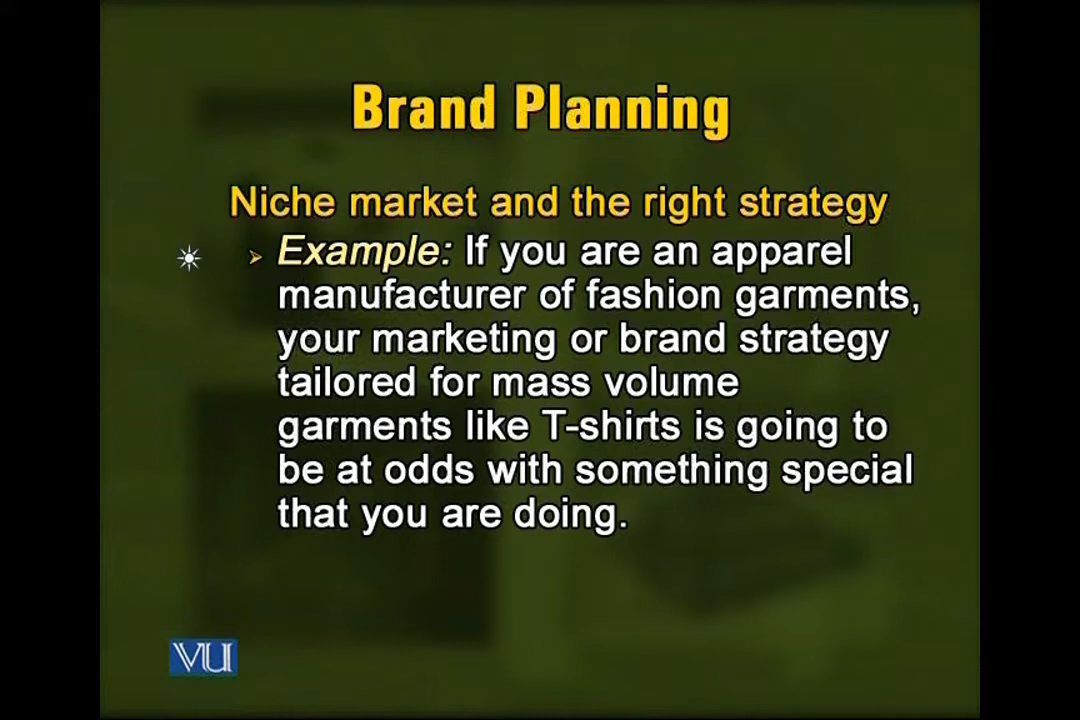 Brand Planning
Niche market and the right strategy
Example: If you are an apparel
manufacturer of fashion garments,
your marketing or brand strategy
tailored for mass volume
garments like T-shirts is going to
be at odds with something special
that you are doing.
VU